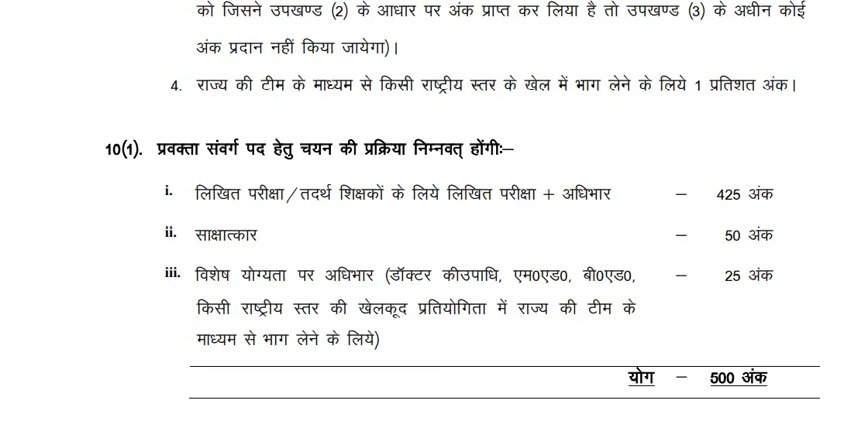 को जिसने उपखण्ड (2) के आधार पर अंक प्राप्त कर लिया है तो उपखण्ड (3) के अधीन कोई
अंक प्रदान नहीं किया जायेगा)।
4. राज्य की टीम के माध्यम से किसी राष्ट्रीय स्तर के खेल में भाग लेने के लिये 1 प्रतिशत अंक।
10(1). प्रवक्ता संवर्ग पद हेतु चयन की प्रक्रिया निम्नवत् होंगीः–
i. लिखित परीक्षा/तदर्थ शिक्षकों के लिये लिखित परीक्षा + अधिभार – 425 अंक
ii. साक्षात्कार – 50 अंक
iii. विशेष योग्यता पर अधिभार (डॉक्टर कीउपाधि, एम0एड0, बी0एड0, – 25 अंक
किसी राष्ट्रीय स्तर की खेलकूद प्रतियोगिता में राज्य की टीम के
माध्यम से भाग लेने के लिये)
योग – 500 अंक